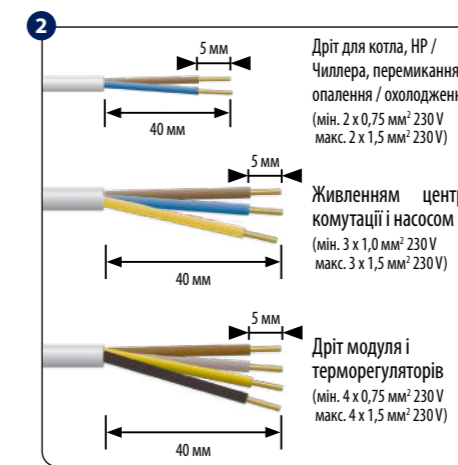 2
5 мм
40 мм
Дріт для котла, HP /
Чиллера, перемикання
опалення / охолоджен
(мін. 2 x 0,75 мм² 230 V
макс. 2 x 1,5 мм² 230 V)
5 мм
40 мм
Живленням центр
комутації і насосом
(мін. 3 x 1,0 мм² 230 V
макс. 3 x 1,5 мм² 230 V)
5 мм
40 мм
Дріт модуля і
терморегуляторів
(мін. 4 x 0,75 мм² 230 V
макс. 4 x 1,5 мм² 230 V)